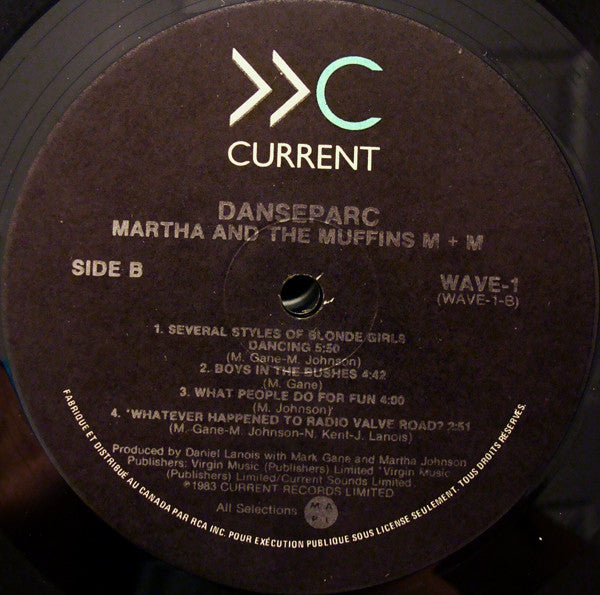 C
CURRENT
DANSEPARC
MARTHA AND THE MUFFINS M + M
SIDE B
WAVE-1
(WAVE-1-B)
1. SEVERAL STYLES OF BLONDE GIRLS
DANCING 5:50
(M. Gane-M. Johnson)
2. BOYS IN THE BUSHES 4:42
(M. Gane)
3. WHAT PEOPLE DO FOR FUN 4:00
(M. Johnson)
4. *WHATEVER HAPPENED TO RADIO VALVE ROAD? 2:51
(M. Gane-M. Johnson-N. Kent-J. Lanois)
Produced by Daniel Lanois with Mark Gane and Martha Johnson
Publishers: Virgin Music (Publishers) Limited *Virgin Music
(Publishers) Limited/Current Sounds Limited
℗1983 CURRENT RECORDS LIMITED
All Selections
MAPL
FABRIQUE ET DISTRIBUE AU CANADA PAR RCA INC. POUR EXÉCUTION PUBLIQUE SOUS LICENSE SEULEMENT. TOUS DROITS RESERVES.